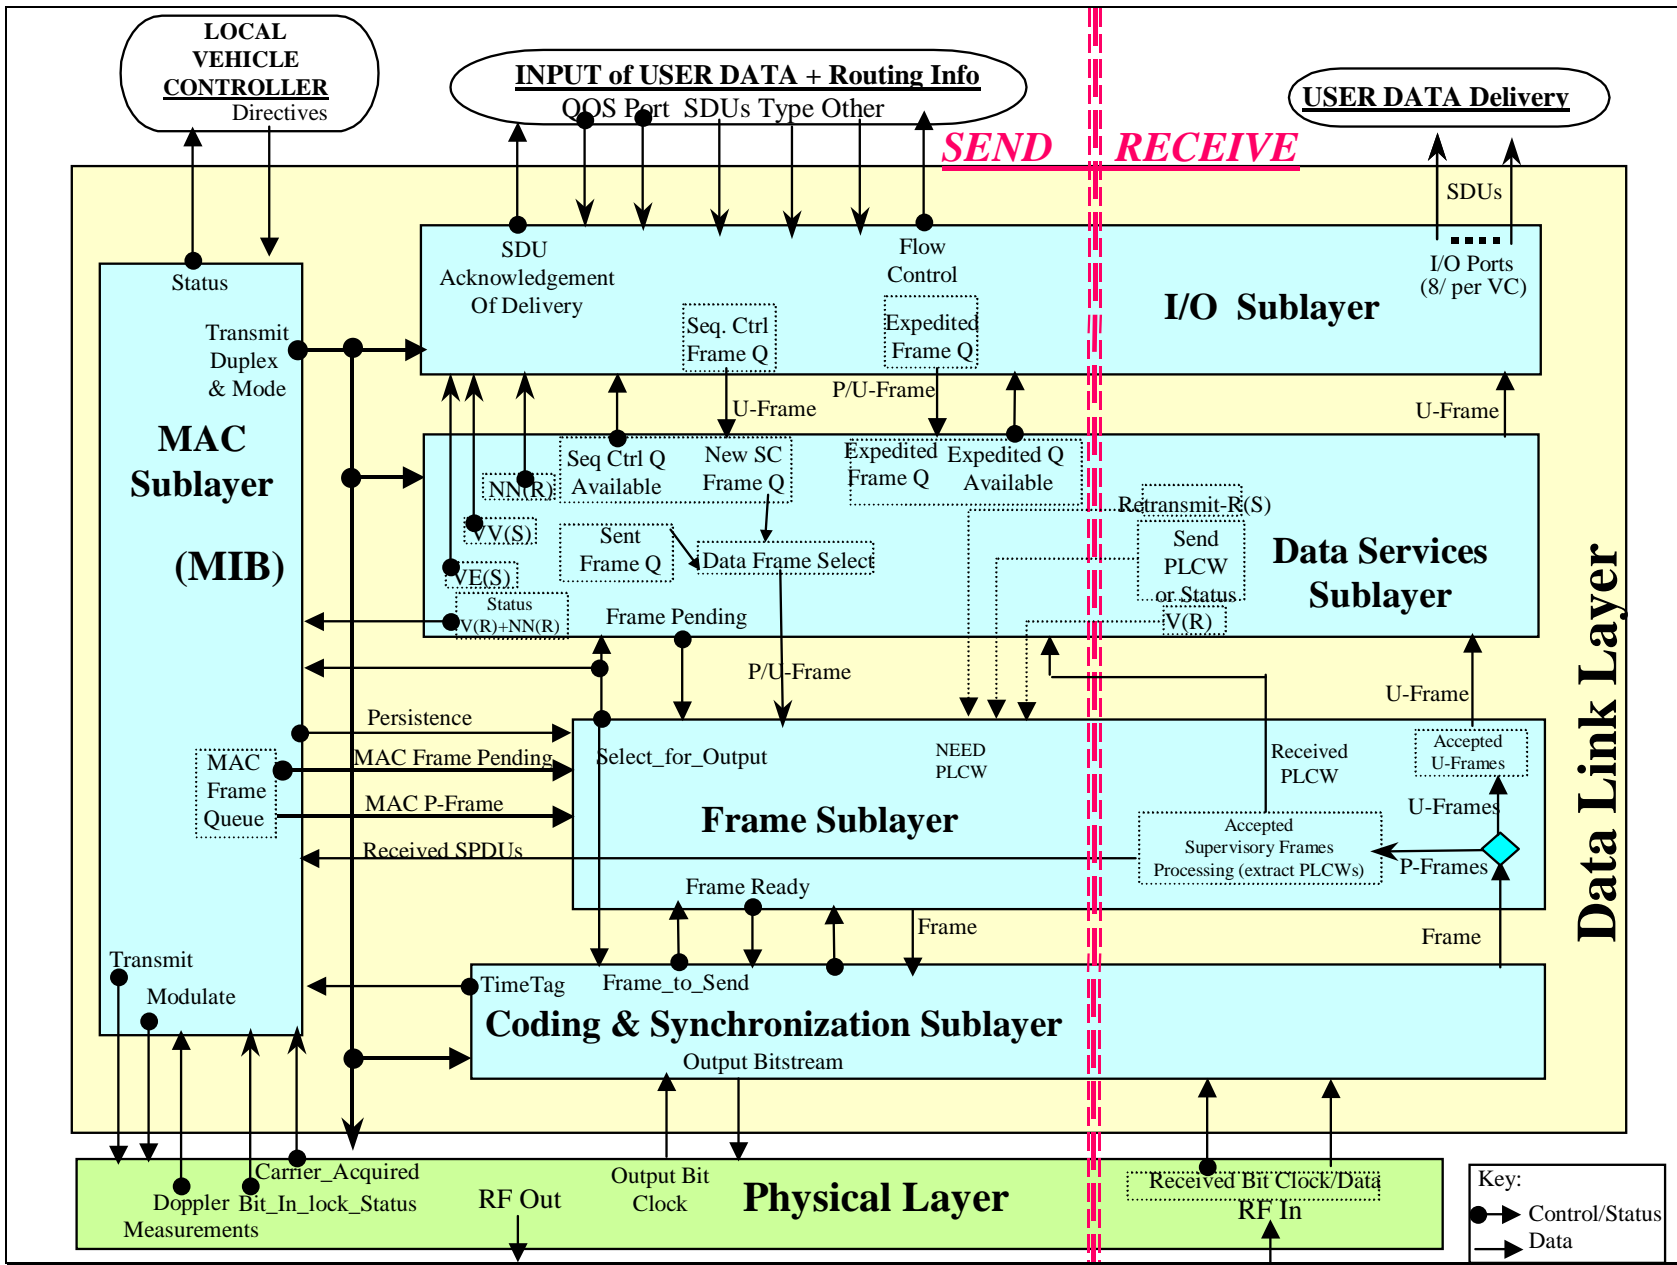 LOCAL
VEHICLE
CONTROLLER
Directives
INPUT of USER DATA + Routing Info
QOS Port SDUs Type Other
USER DATA Delivery
SEND RECEIVE
SDUs
Status
SDU
Acknowledgement
Of Delivery
Flow
Control
I/O Ports
(8/ per VC)
I/O Sublayer
Seq. Ctrl
Frame Q
Expedited
Frame Q
Transmit
Duplex
& Mode
U-Frame
P/U-Frame
U-Frame
MAC
Sublayer
(MIB)
NN(R)
VV(S)
VE(S)
Status
V(R)+NN(R)
Seq Ctrl Q
Available
New SC
Frame Q
Expedited
Frame Q
Expedited Q
Available
Sent
Frame Q
Data Frame Select
Retransmit-R(S)
Send
PLCW
or Status
V(R)
Data Services
Sublayer
Frame Pending
P/U-Frame
U-Frame
Data Link Layer
Persistence
MAC Frame Pending
MAC P-Frame
Received SPDUs
MAC
Frame
Queue
Select_for_Output
NEED
PLCW
Received
PLCW
Accepted
U-Frames
U-Frames
P-Frames
Frame Sublayer
Accepted
Supervisory Frames
Processing (extract PLCWs)
Frame Ready
Frame
Frame
Transmit
Modulate
TimeTag
Frame_to_Send
Coding & Synchronization Sublayer
Output Bitstream
Carrier_Acquired
Doppler
Measurements
Bit_In_lock_Status
RF Out
Output Bit
Clock
Physical Layer
Received Bit Clock/Data
RF In
Key:
Control/Status
Data